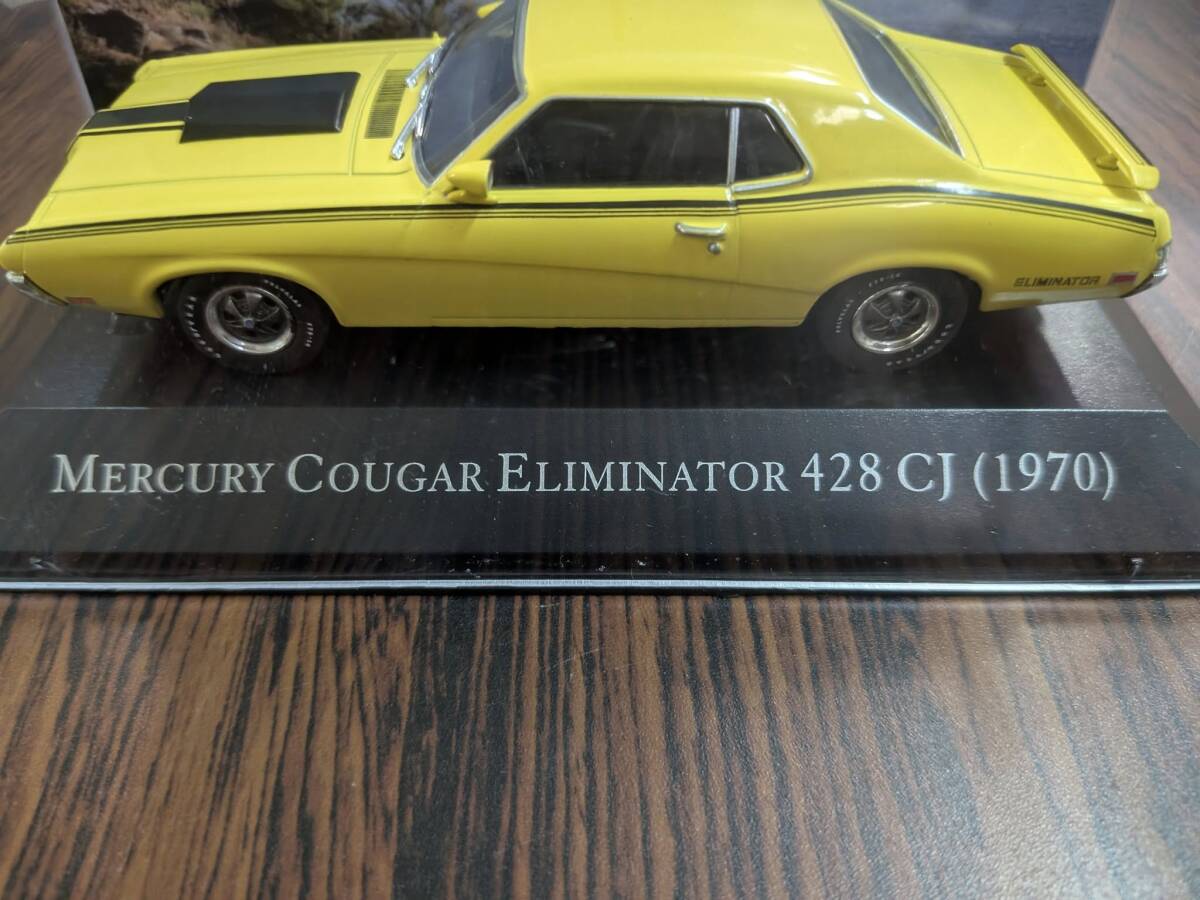 ELIMINATOR
MERCURY COUGAR ELIMINATOR 428 CJ (1970)